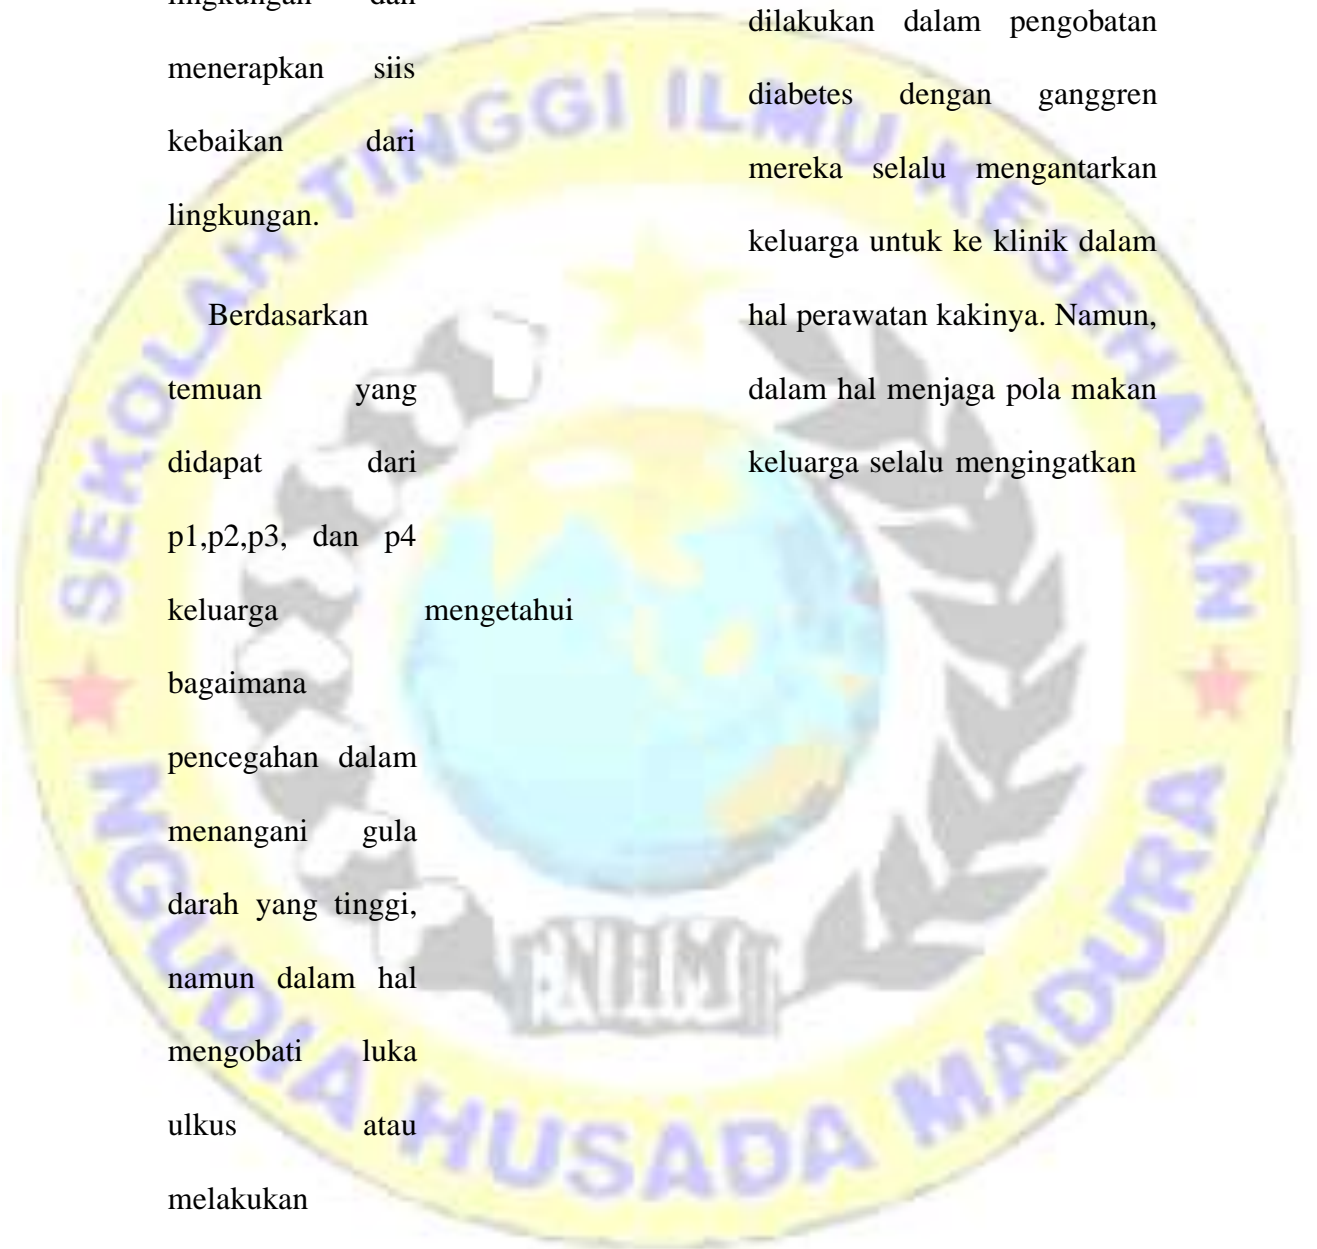 lingkungan dan
menerapkan siis
kebaikan dari
lingkungan.
Berdasarkan
temuan yang
didapat dari
p1,p2,p3, dan p4
keluarga mengetahui
bagaimana
pencegahan dalam
menangani gula
darah yang tinggi,
namun dalam hal
mengobati luka
ulkus atau
melakukan
dilakukan dalam pengobatan
diabetes dengan ganggren
mereka selalu mengantarkan
keluarga untuk ke klinik dalam
hal perawatan kakinya. Namun,
dalam hal menjaga pola makan
keluarga selalu mengingatkan
SEKOLAH TINGGI ILMU KESEHATAN
NGUDIA HUSADA MADURA